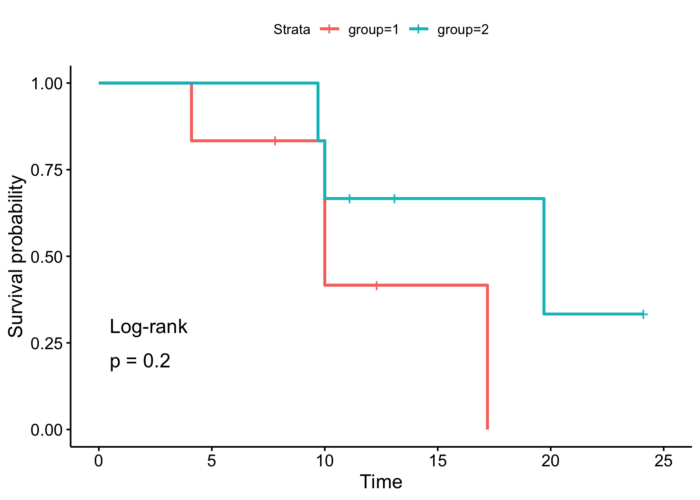 Strata group=1 group=2
1.00
0.75
0.50
0.25
0.00
Survival probability
Log-rank
p = 0.2
0 5 10 15 20 25
Time